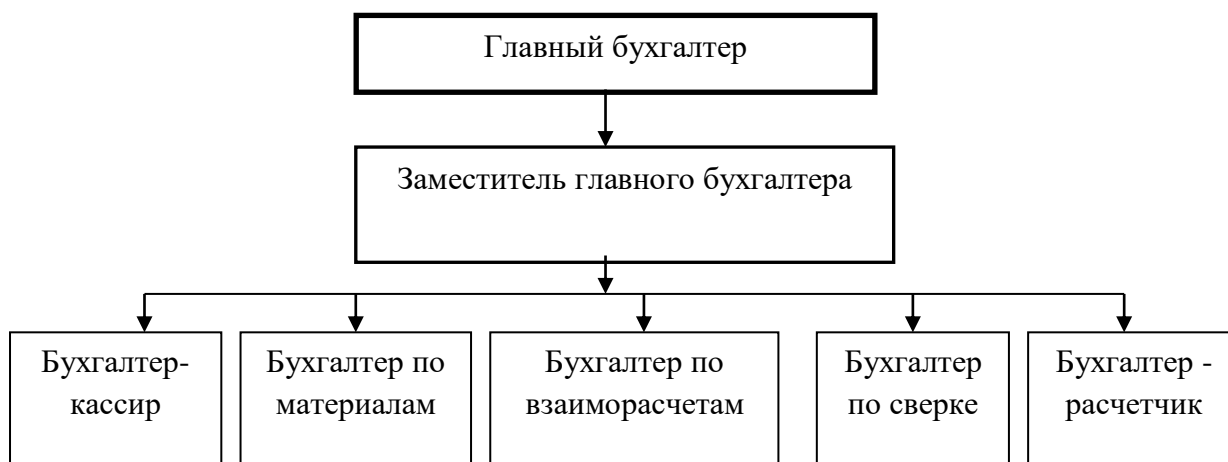 Главный бухгалтер
Заместитель главного бухгалтера
Бухгалтер-
кассир
Бухгалтер по
материалам
Бухгалтер по
взаиморасчетам
Бухгалтер
по сверке
Бухгалтер -
расчетчик